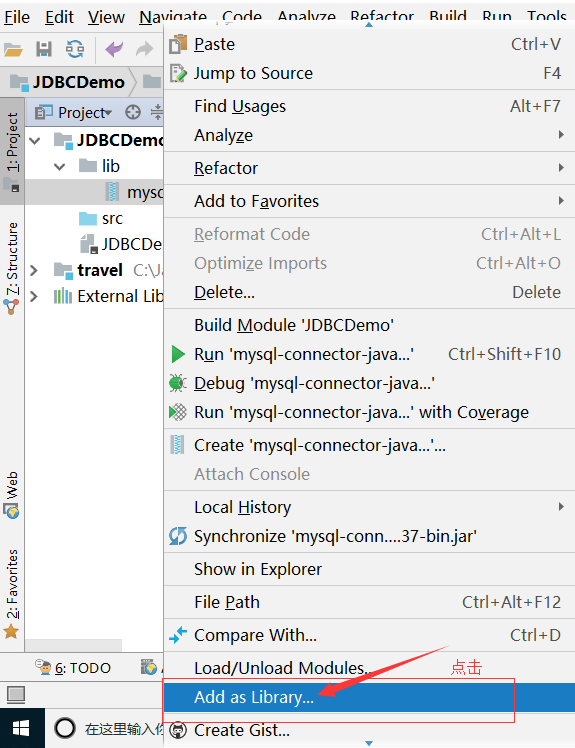 File Edit View Navigate Code Analyze Refactor Build Run Tools
JDBCDemo
1: Project
7: Structure
Web
2: Favorites
Project
JDBCDemo
lib
mysq
src
JDBCDe
travel C:\Ja
External Lib
Paste Ctrl+V
Jump to Source F4
Find Usages Alt+F7
Analyze
Refactor
Add to Favorites
Reformat Code Ctrl+Alt+L
Optimize Imports Ctrl+Alt+O
Delete... Delete
Build Module 'JDBCDemo'
Run 'mysql-connector-java...' Ctrl+Shift+F10
Debug 'mysql-connector-java...'
Run 'mysql-connector-java...' with Coverage
Create 'mysql-connector-java...'...
Attach Console
Local History
Synchronize 'mysql-conn....37-bin.jar'
Show in Explorer
File Path Ctrl+Alt+F12
Compare With... Ctrl+D
Load/Unload Modules... 点击
Add as Library...
Create Gist...
6: TODO
在这里输入你